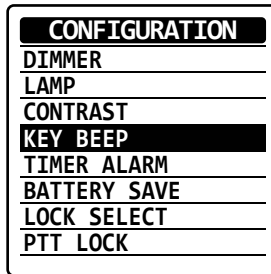 CONFIGURATION
DIMMER
LAMP
CONTRAST
KEY BEEP
TIMER ALARM
BATTERY SAVE
LOCK SELECT
PTT LOCK